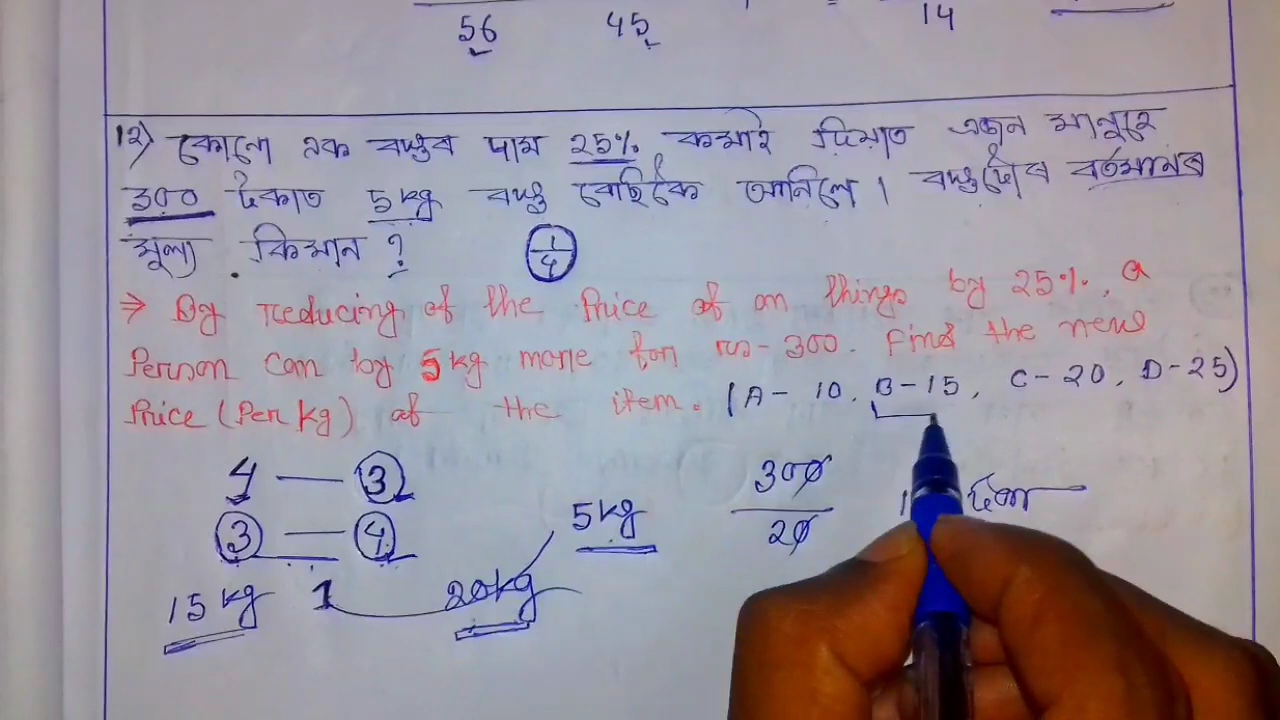 56 45 14
12) কোনো এক বস্তুৰ দাম 25% কমাই দিয়াত এজন মানুহে
300 টকাত 5 kg বস্তু বেছিকৈ আনিলে। বস্তুটোৰ বৰ্তমানৰ
মূল্য কিমান ?
1/4
→ By reducing of the Price of an things by 25%, a
Person can by 5 kg more for rs - 300. Find the new
Price (Per kg) of the item. (A - 10, B - 15, C - 20, D - 25)
4 — 3
3 — 4
5 kg
300/20
টকা
15 kg 1 20 kg